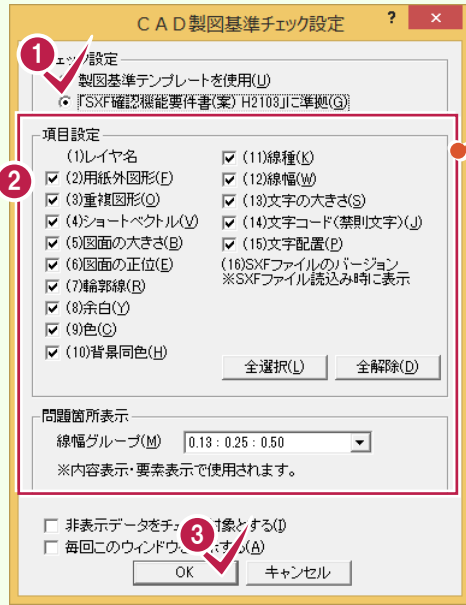 ＣＡＤ製図基準チェック設定 ? ×
1
ェック設定
製図基準テンプレートを使用(U)
「SXF確認機能要件書(案) H2103」に準拠(G)
2
項目設定
(1)レイヤ名
(2)用紙外図形(F)
(3)重複図形(O)
(4)ショートベクトル(V)
(5)図面の大きさ(B)
(6)図面の正位(E)
(7)輪郭線(R)
(8)余白(Y)
(9)色(C)
(10)背景同色(H)
(11)線種(K)
(12)線幅(W)
(13)文字の大きさ(S)
(14)文字コード(禁則文字)(J)
(15)文字配置(P)
(16)SXFファイルのバージョン
※SXFファイル読込み時に表示
全選択(L) 全解除(D)
問題箇所表示
線幅グループ(M) 0.13 : 0.25 : 0.50
※内容表示・要素表示で使用されます。
非表示データをチェ 対象とする(I)
毎回このウィンドウ する(A)
3
OK キャンセル